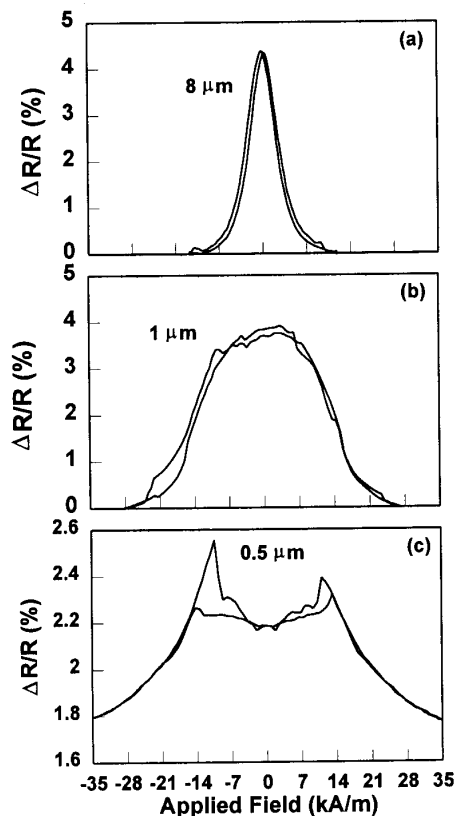 5
4
3
2
1
0
ΔR/R (%)
8 μm
(a)
5
4
3
2
1
0
ΔR/R (%)
1 μm
(b)
2.6
2.4
2.2
2
1.8
1.6
ΔR/R (%)
0.5 μm
(c)
-35 -28 -21 -14 -7 0 7 14 21 28 35
Applied Field (kA/m)